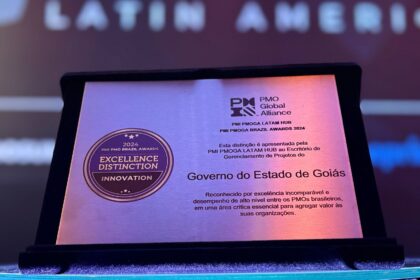 LATIN AMERI
PMO
Global
Alliance
PMI PMOGA LATAM HUB
PMI PMOGA BRAZIL AWARDS 2024
2024
PMI PMO BRAZIL AWARDS
EXCELLENCE
DISTINCTION
INNOVATION
Esta distinção é apresentada pela
PMI PMOGA LATAM HUB ao Escritório de
Gerenciamento de Projetos do
Governo do Estado de Goiás
Reconhecido por excelência incomparável e
desempenho de alto nível entre os PMOs brasileiros,
em uma área crítica essencial para agregar valor às
suas organizações.